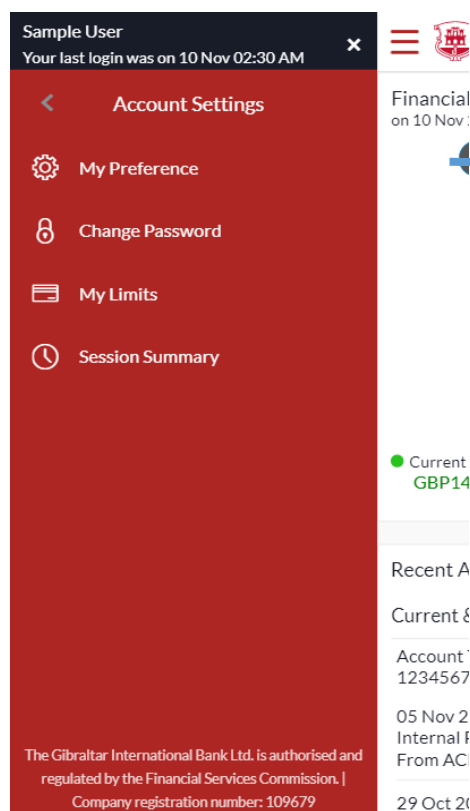 Sample User
Your last login was on 10 Nov 02:30 AM
Account Settings
My Preference
Change Password
My Limits
Session Summary
The Gibraltar International Bank Ltd. is authorised and
regulated by the Financial Services Commission. |
Company registration number: 109679
Financial
on 10 Nov
Current
GBP14
Recent A
Current &
Account
1234567
05 Nov 2
Internal
From AC
29 Oct 20